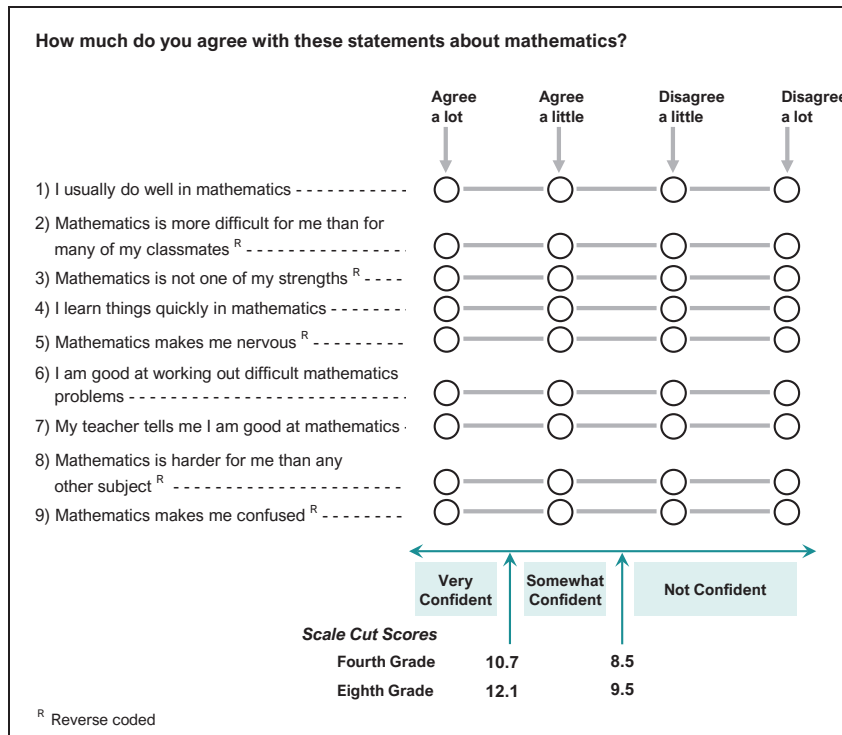 How much do you agree with these statements about mathematics?
Agree a lot
Agree a little
Disagree a little
Disagree a lot
1) I usually do well in mathematics
2) Mathematics is more difficult for me than for
many of my classmates R
3) Mathematics is not one of my strengths R
4) I learn things quickly in mathematics
5) Mathematics makes me nervous R
6) I am good at working out difficult mathematics
problems
7) My teacher tells me I am good at mathematics
8) Mathematics is harder for me than any
other subject R
9) Mathematics makes me confused R
Very Confident
Somewhat Confident
Not Confident
Scale Cut Scores
Fourth Grade 10.7 8.5
Eighth Grade 12.1 9.5
R Reverse coded